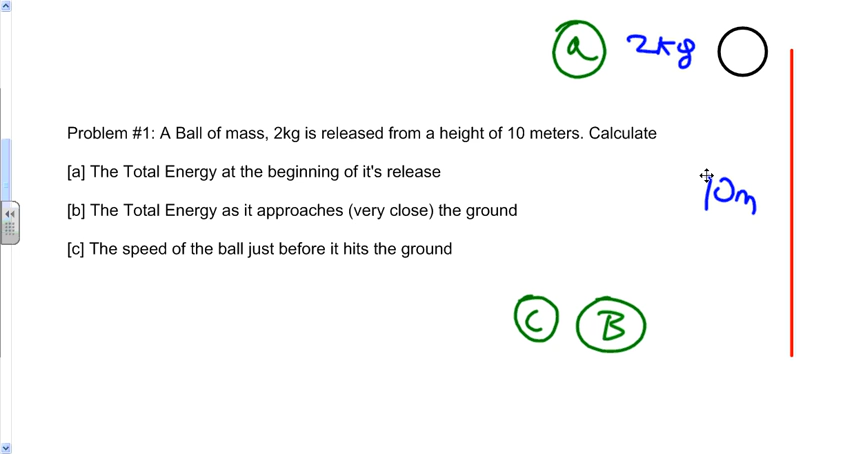 a 2kg
Problem #1: A Ball of mass, 2kg is released from a height of 10 meters. Calculate
[a] The Total Energy at the beginning of it's release
10m
[b] The Total Energy as it approaches (very close) the ground
[c] The speed of the ball just before it hits the ground
C B